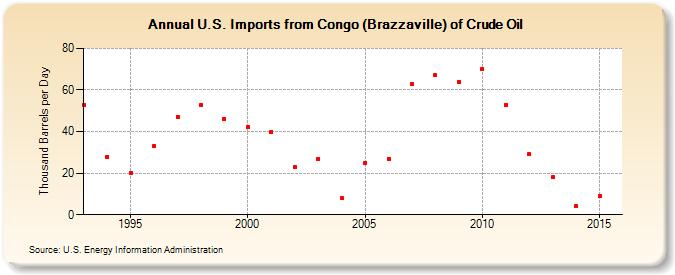 Annual U.S. Imports from Congo (Brazzaville) of Crude Oil
Thousand Barrels per Day
80
60
40
20
0
1995 2000 2005 2010 2015
Source: U.S. Energy Information Administration